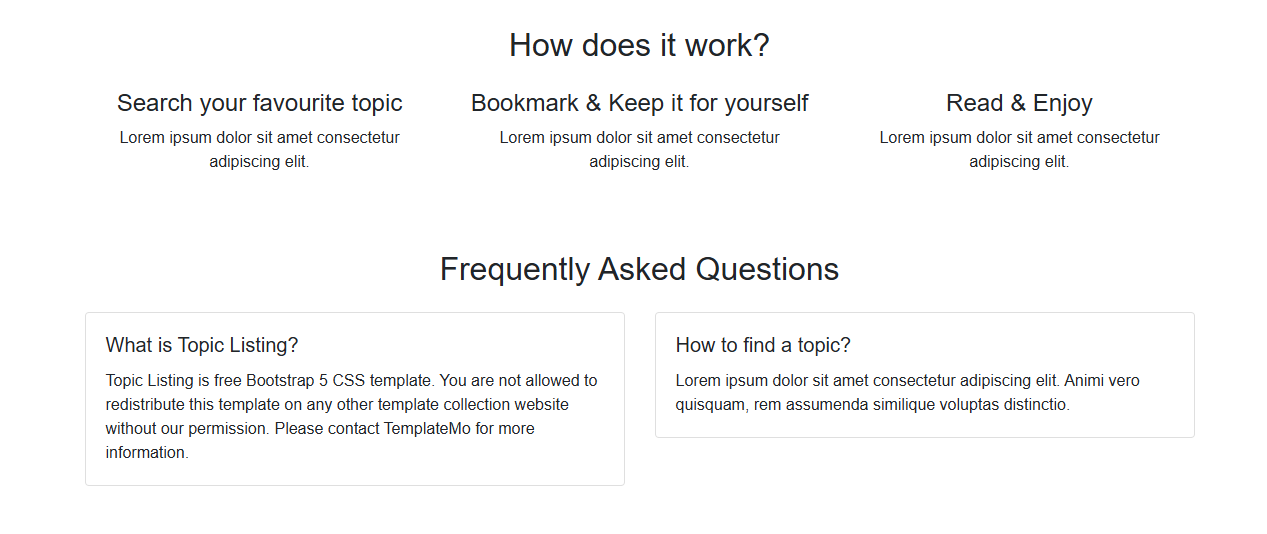 How does it work?
Search your favourite topic
Lorem ipsum dolor sit amet consectetur
adipiscing elit.
Bookmark & Keep it for yourself
Lorem ipsum dolor sit amet consectetur
adipiscing elit.
Read & Enjoy
Lorem ipsum dolor sit amet consectetur
adipiscing elit.
Frequently Asked Questions
What is Topic Listing?
Topic Listing is free Bootstrap 5 CSS template. You are not allowed to
redistribute this template on any other template collection website
without our permission. Please contact TemplateMo for more
information.
How to find a topic?
Lorem ipsum dolor sit amet consectetur adipiscing elit. Animi vero
quisquam, rem assumenda similique voluptas distinctio.